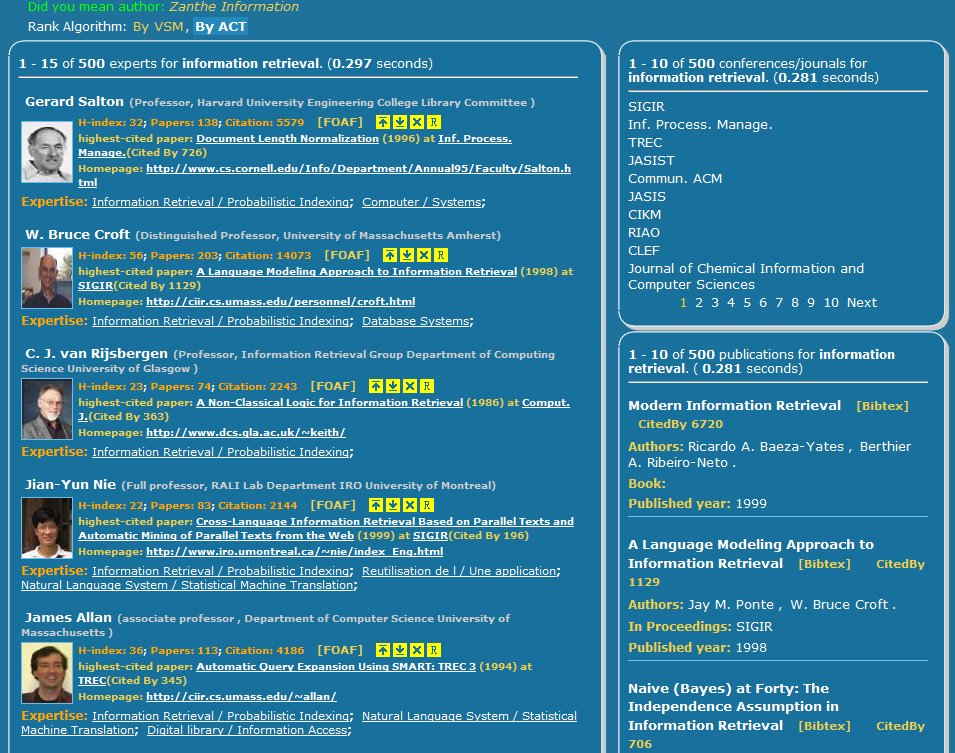 Did you mean author: Zanthe Information
Rank Algorithm: By VSM, By ACT
1 - 15 of 500 experts for information retrieval. (0.297 seconds)
Gerard Salton (Professor, Harvard University Engineering College Library Committee )
H-index: 32; Papers: 138; Citation: 5579 [FOAF] R
highest-cited paper: Document Length Normalization (1996) at Inf. Process.
Manage.(Cited By 726)
Homepage: http://www.cs.cornell.edu/Info/Department/Annual95/Faculty/Salton.h
tml
Expertise: Information Retrieval / Probabilistic Indexing; Computer / Systems;
W. Bruce Croft (Distinguished Professor, University of Massachusetts Amherst)
H-index: 56; Papers: 203; Citation: 14073 [FOAF] R
highest-cited paper: A Language Modeling Approach to Information Retrieval (1998) at
SIGIR(Cited By 1129)
Homepage: http://ciir.cs.umass.edu/personnel/croft.html
Expertise: Information Retrieval / Probabilistic Indexing; Database Systems;
C. J. van Rijsbergen (Professor, Information Retrieval Group Department of Computing
Science University of Glasgow )
H-index: 23; Papers: 74; Citation: 2243 [FOAF] R
highest-cited paper: A Non-Classical Logic for Information Retrieval (1986) at Comput.
J.(Cited By 363)
Homepage: http://www.dcs.gla.ac.uk/~keith/
Expertise: Information Retrieval / Probabilistic Indexing;
Jian-Yun Nie (Full professor, RALI Lab Department IRO University of Montreal)
H-index: 22; Papers: 83; Citation: 2144 [FOAF] R
highest-cited paper: Cross-Language Information Retrieval Based on Parallel Texts and
Automatic Mining of Parallel Texts from the Web (1999) at SIGIR(Cited By 196)
Homepage: http://www.iro.umontreal.ca/~nie/index_Eng.html
Expertise: Information Retrieval / Probabilistic Indexing; Reutilisation de l / Une application;
Natural Language System / Statistical Machine Translation;
James Allan (associate professor , Department of Computer Science University of
Massachusetts )
H-index: 36; Papers: 113; Citation: 4186 [FOAF] R
highest-cited paper: Automatic Query Expansion Using SMART: TREC 3 (1994) at
TREC(Cited By 345)
Homepage: http://ciir.cs.umass.edu/~allan/
Expertise: Information Retrieval / Probabilistic Indexing; Natural Language System / Statistical
Machine Translation; Digital library / Information Access;
1 - 10 of 500 conferences/jounals for
information retrieval. (0.281 seconds)
SIGIR
Inf. Process. Manage.
TREC
JASIST
Commun. ACM
JASIS
CIKM
RIAO
CLEF
Journal of Chemical Information and
Computer Sciences
1 2 3 4 5 6 7 8 9 10 Next
1 - 10 of 500 publications for information
retrieval. ( 0.281 seconds)
Modern Information Retrieval [Bibtex]
CitedBy 6720
Authors: Ricardo A. Baeza-Yates , Berthier
A. Ribeiro-Neto .
Book:
Published year: 1999
A Language Modeling Approach to
Information Retrieval [Bibtex] CitedBy
1129
Authors: Jay M. Ponte , W. Bruce Croft .
In Proceedings: SIGIR
Published year: 1998
Naive (Bayes) at Forty: The
Independence Assumption in
Information Retrieval [Bibtex] CitedBy
706